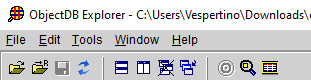 ObjectDB Explorer - C:\Users\Vespertino\Downloads\
File Edit Tools Window Help
R